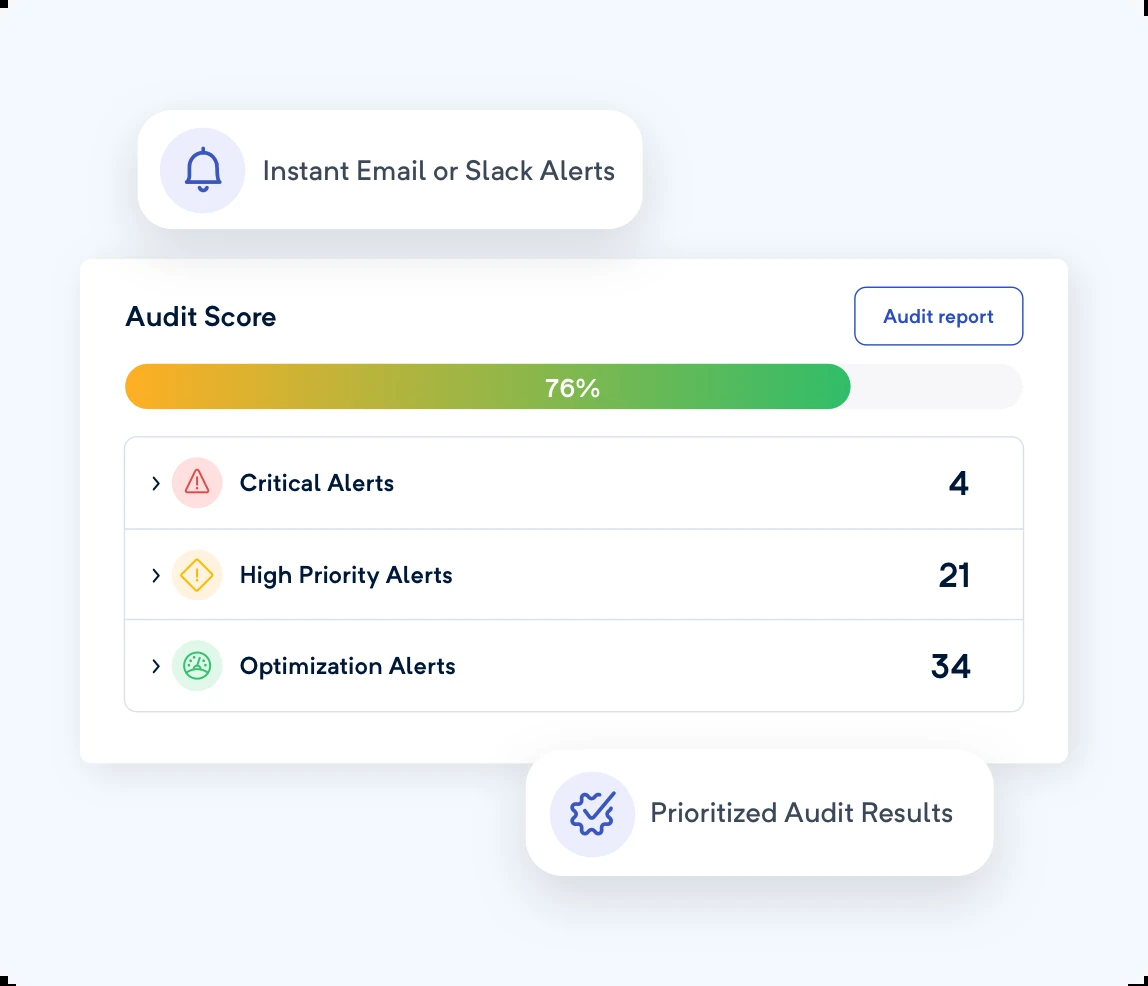 Instant Email or Slack Alerts
Audit Score
Audit report
76%
Critical Alerts
4
High Priority Alerts
21
Optimization Alerts
34
Prioritized Audit Results